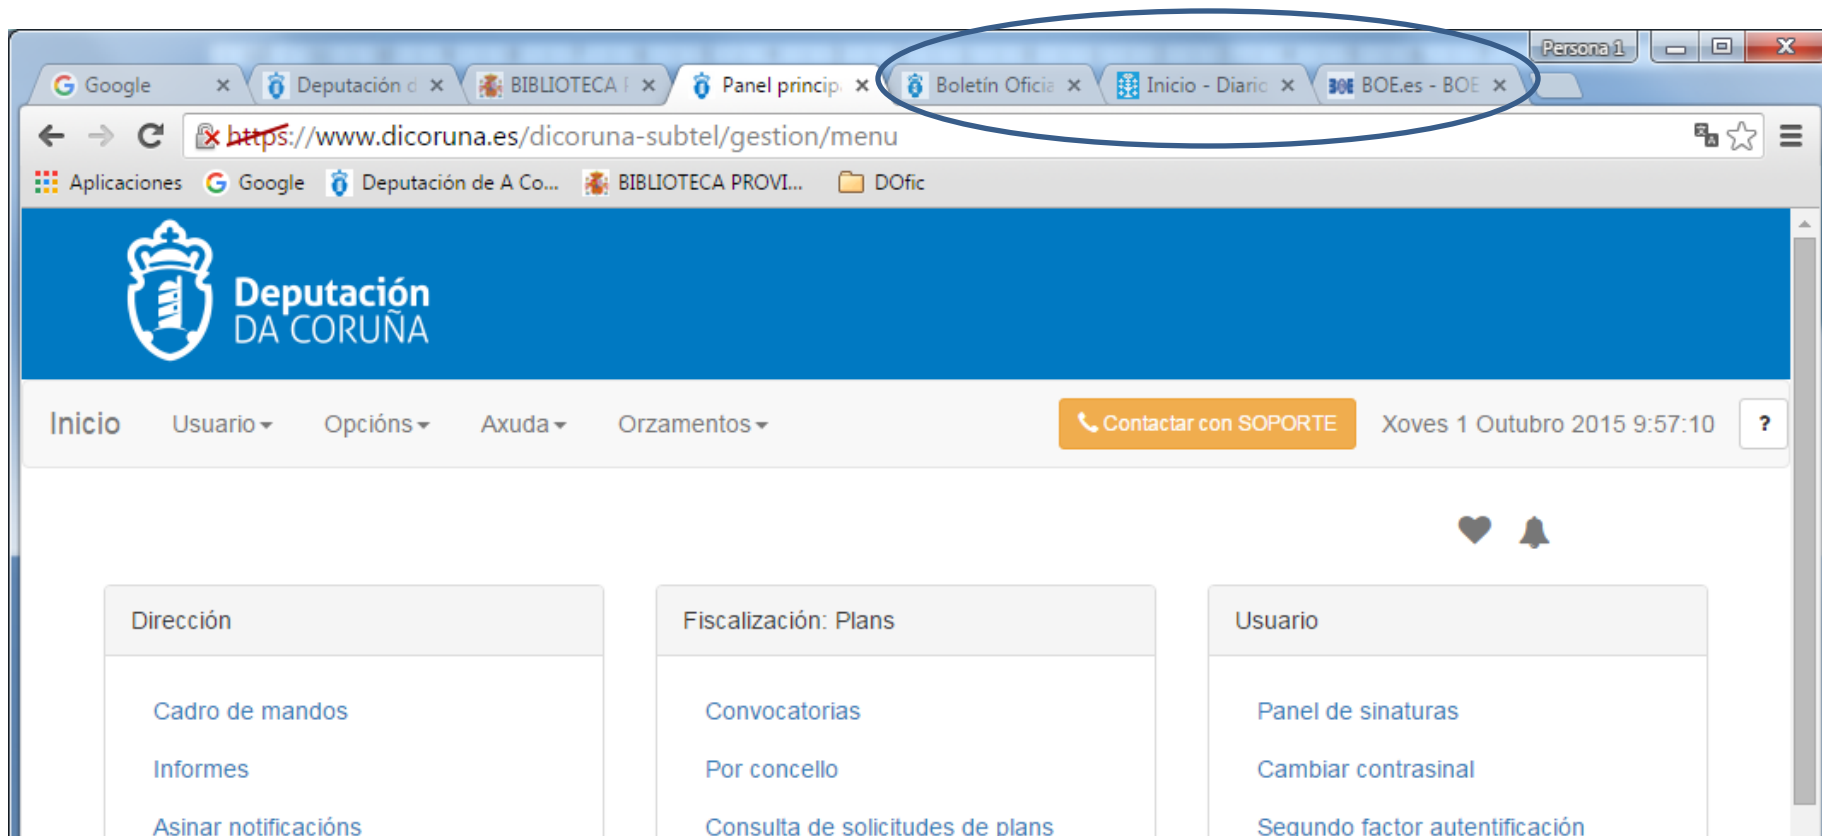 Persona 1
Google Deputación d BIBLIOTECA Panel princip Boletín Oficia Inicio - Diario BOE.es - BOE
https://www.dicoruna.es/dicoruna-subtel/gestion/menu
Aplicaciones Google Deputación de A Co... BIBLIOTECA PROVI... DOfic
Deputación
DA CORUÑA
Inicio Usuario Opcións Axuda Orzamentos Contactar con SOPORTE Xoves 1 Outubro 2015 9:57:10 ?
Dirección Fiscalización: Plans Usuario
Cadro de mandos Convocatorias Panel de sinaturas
Informes Por concello Cambiar contrasinal
Asinar notificacións Consulta de solicitudes de plans Segundo factor autentificación